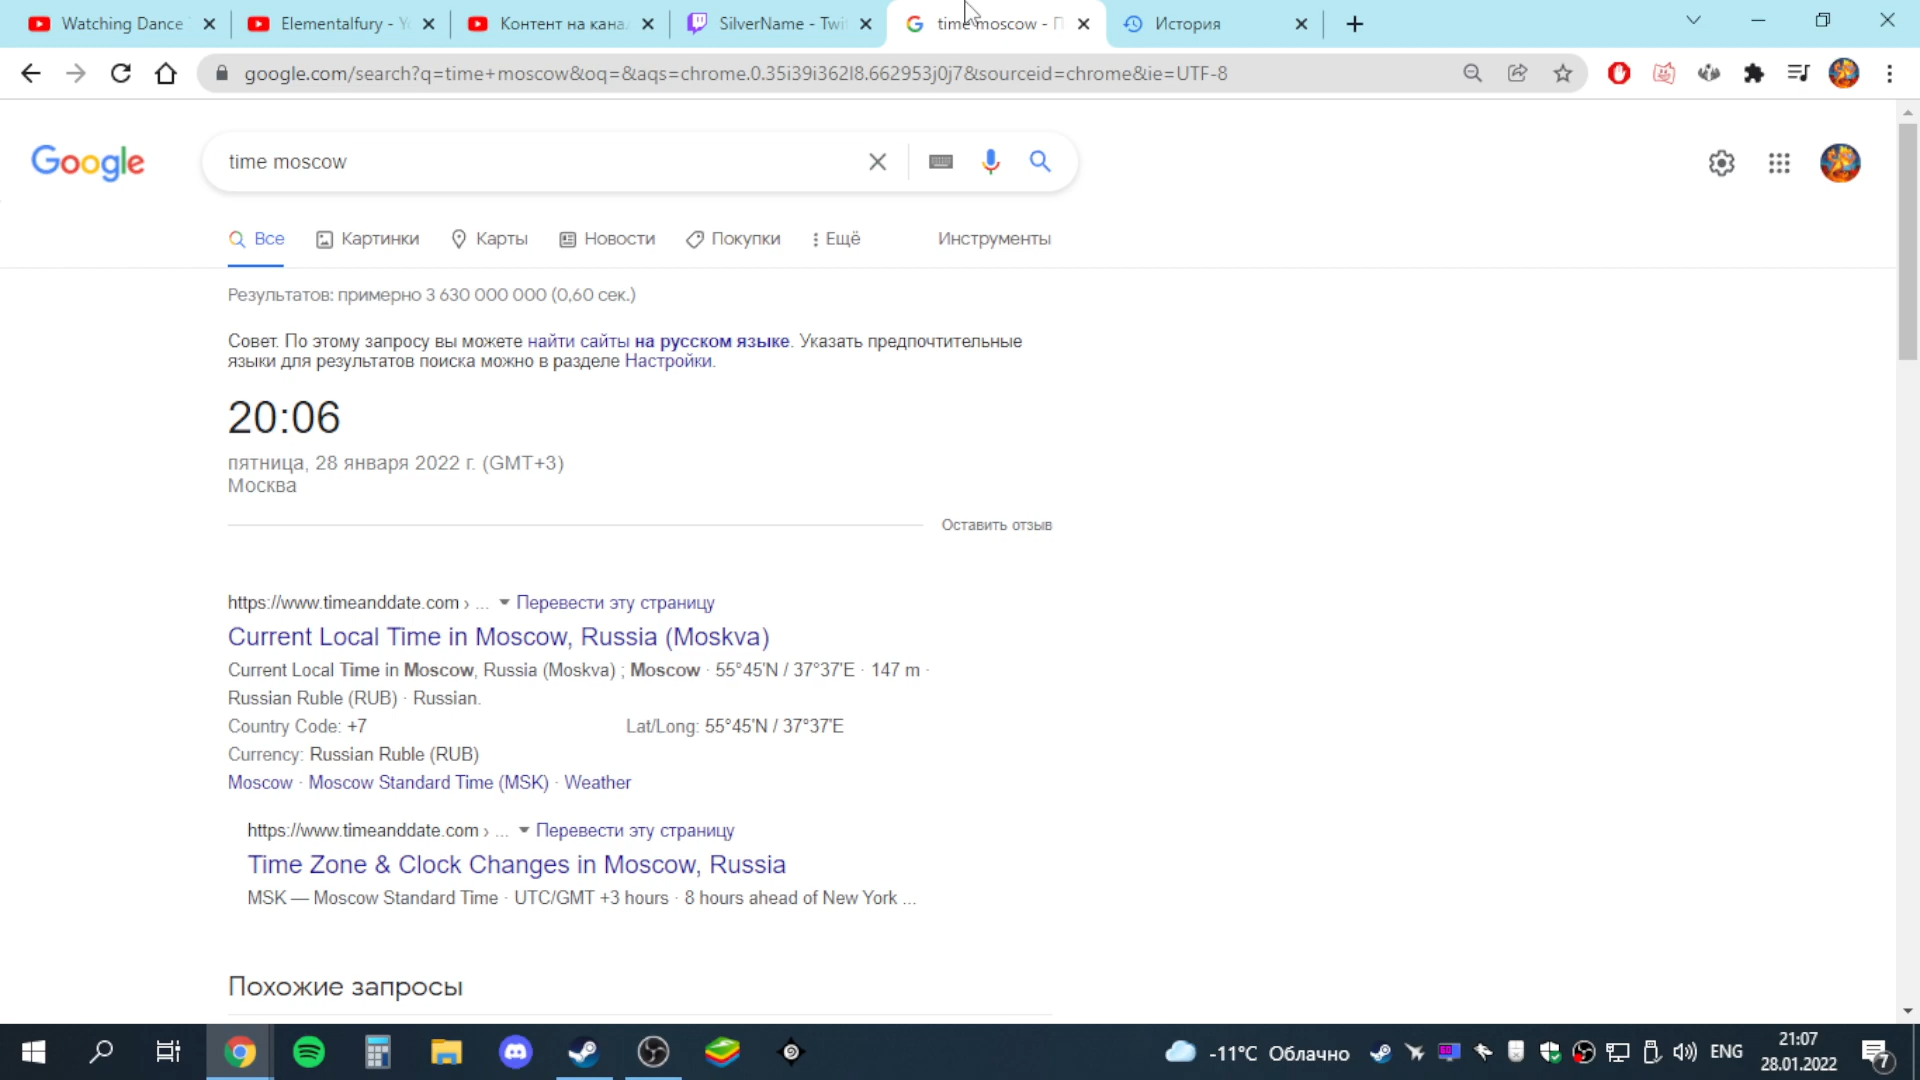 Watching Dance
Elementalfury - Yo
Контент на кана
SilverName - Twit
time moscow - П
История
google.com/search?q=time+moscow&oq=&aqs=chrome.0.35i39i362l8.662953j0j7&sourceid=chrome&ie=UTF-8
Google
time moscow
Все
Картинки
Карты
Новости
Покупки
Ещё
Инструменты
Результатов: примерно 3 630 000 000 (0,60 сек.)
Совет. По этому запросу вы можете найти сайты на русском языке. Указать предпочтительные
языки для результатов поиска можно в разделе Настройки.
20:06
пятница, 28 января 2022 г. (GMT+3)
Москва
Оставить отзыв
https://www.timeanddate.com › ... Перевести эту страницу
Current Local Time in Moscow, Russia (Moskva)
Current Local Time in Moscow, Russia (Moskva) ; Moscow · 55°45'N / 37°37'E · 147 m ·
Russian Ruble (RUB) · Russian.
Country Code: +7 Lat/Long: 55°45'N / 37°37'E
Currency: Russian Ruble (RUB)
Moscow · Moscow Standard Time (MSK) · Weather
https://www.timeanddate.com › ... Перевести эту страницу
Time Zone & Clock Changes in Moscow, Russia
MSK — Moscow Standard Time · UTC/GMT +3 hours · 8 hours ahead of New York ...
Похожие запросы
-11°C Облачно
ENG
21:07
28.01.2022
7